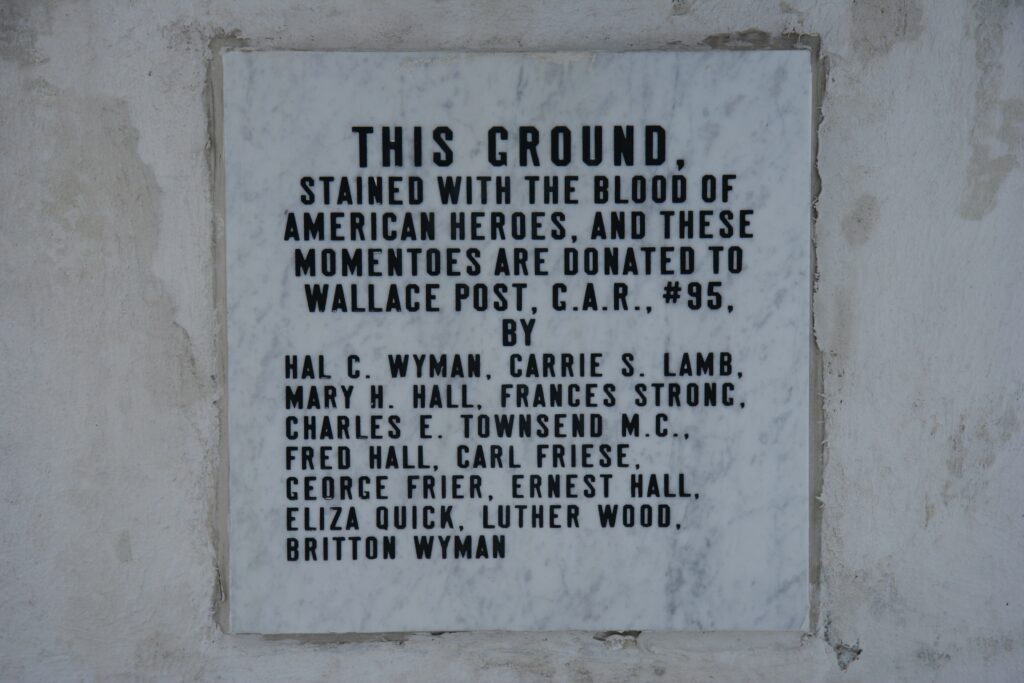 THIS GROUND,
STAINED WITH THE BLOOD OF
AMERICAN HEROES, AND THESE
MOMENTOES ARE DONATED TO
WALLACE POST, G.A.R., #95,
BY
HAL C. WYMAN, CARRIE S. LAMB,
MARY H. HALL, FRANCES STRONG,
CHARLES E. TOWNSEND M.C.,
FRED HALL, CARL FRIESE,
GEORGE FRIER, ERNEST HALL,
ELIZA QUICK, LUTHER WOOD,
BRITTON WYMAN